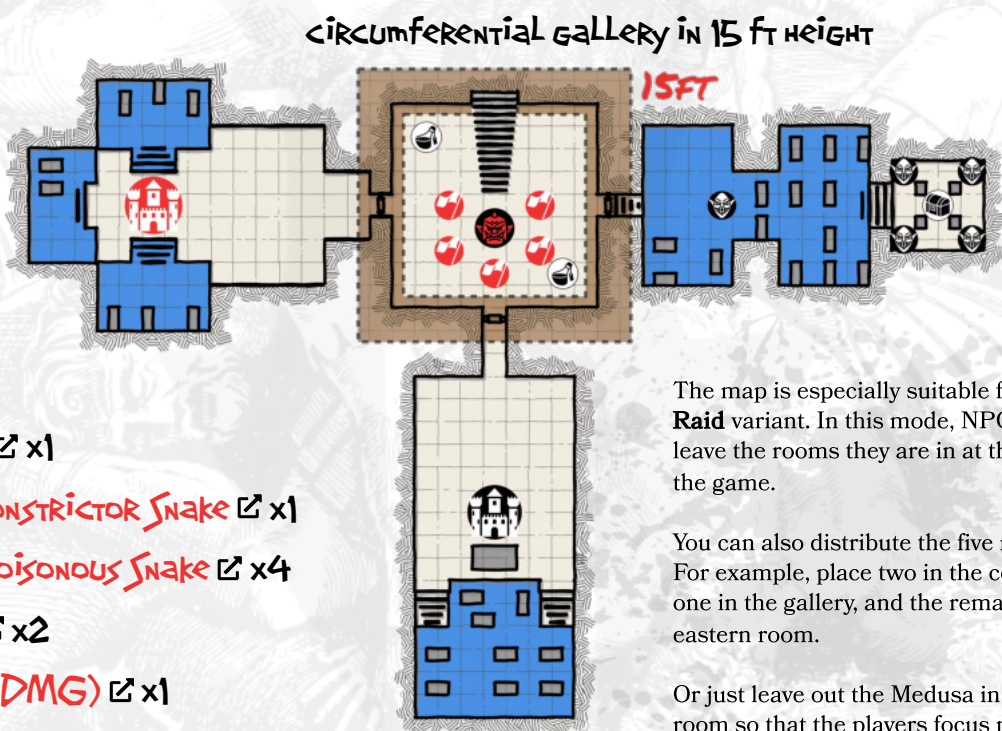 circumferential gallery in 15 ft height
15ft
x1
onstrictor Snake x1
oisonous Snake x4
x2
DMG) x1
The map is especially suitable f
Raid variant. In this mode, NPC
leave the rooms they are in at th
the game.
You can also distribute the five r
For example, place two in the c
one in the gallery, and the rema
eastern room.
Or just leave out the Medusa in
room so that the players focus